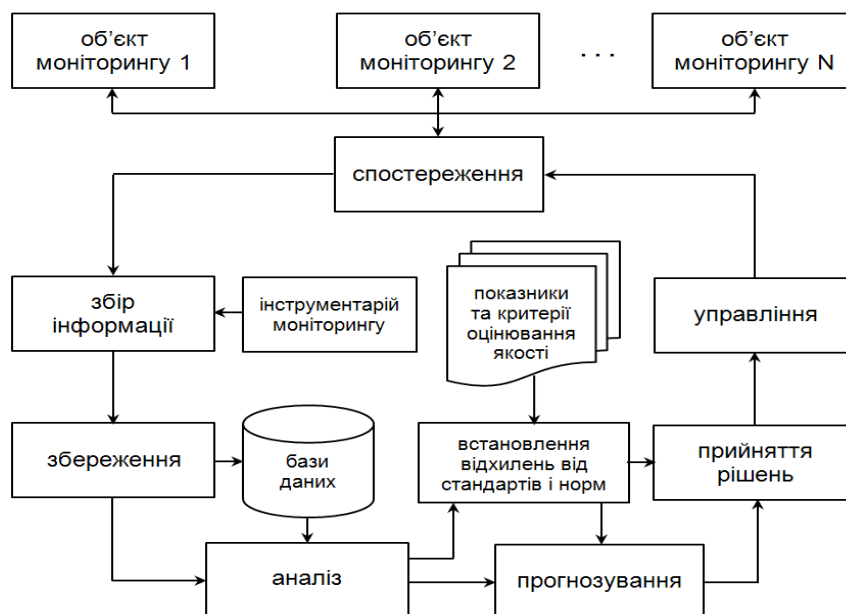 об’єкт
моніторингу 1
об’єкт
моніторингу 2
. . .
об’єкт
моніторингу N
спостереження
збір
інформації
інструментарій
моніторингу
показники
та критерії
оцінювання
якості
управління
збереження
бази
даних
встановлення
відхилень від
стандартів і норм
прийняття
рішень
аналіз
прогнозування